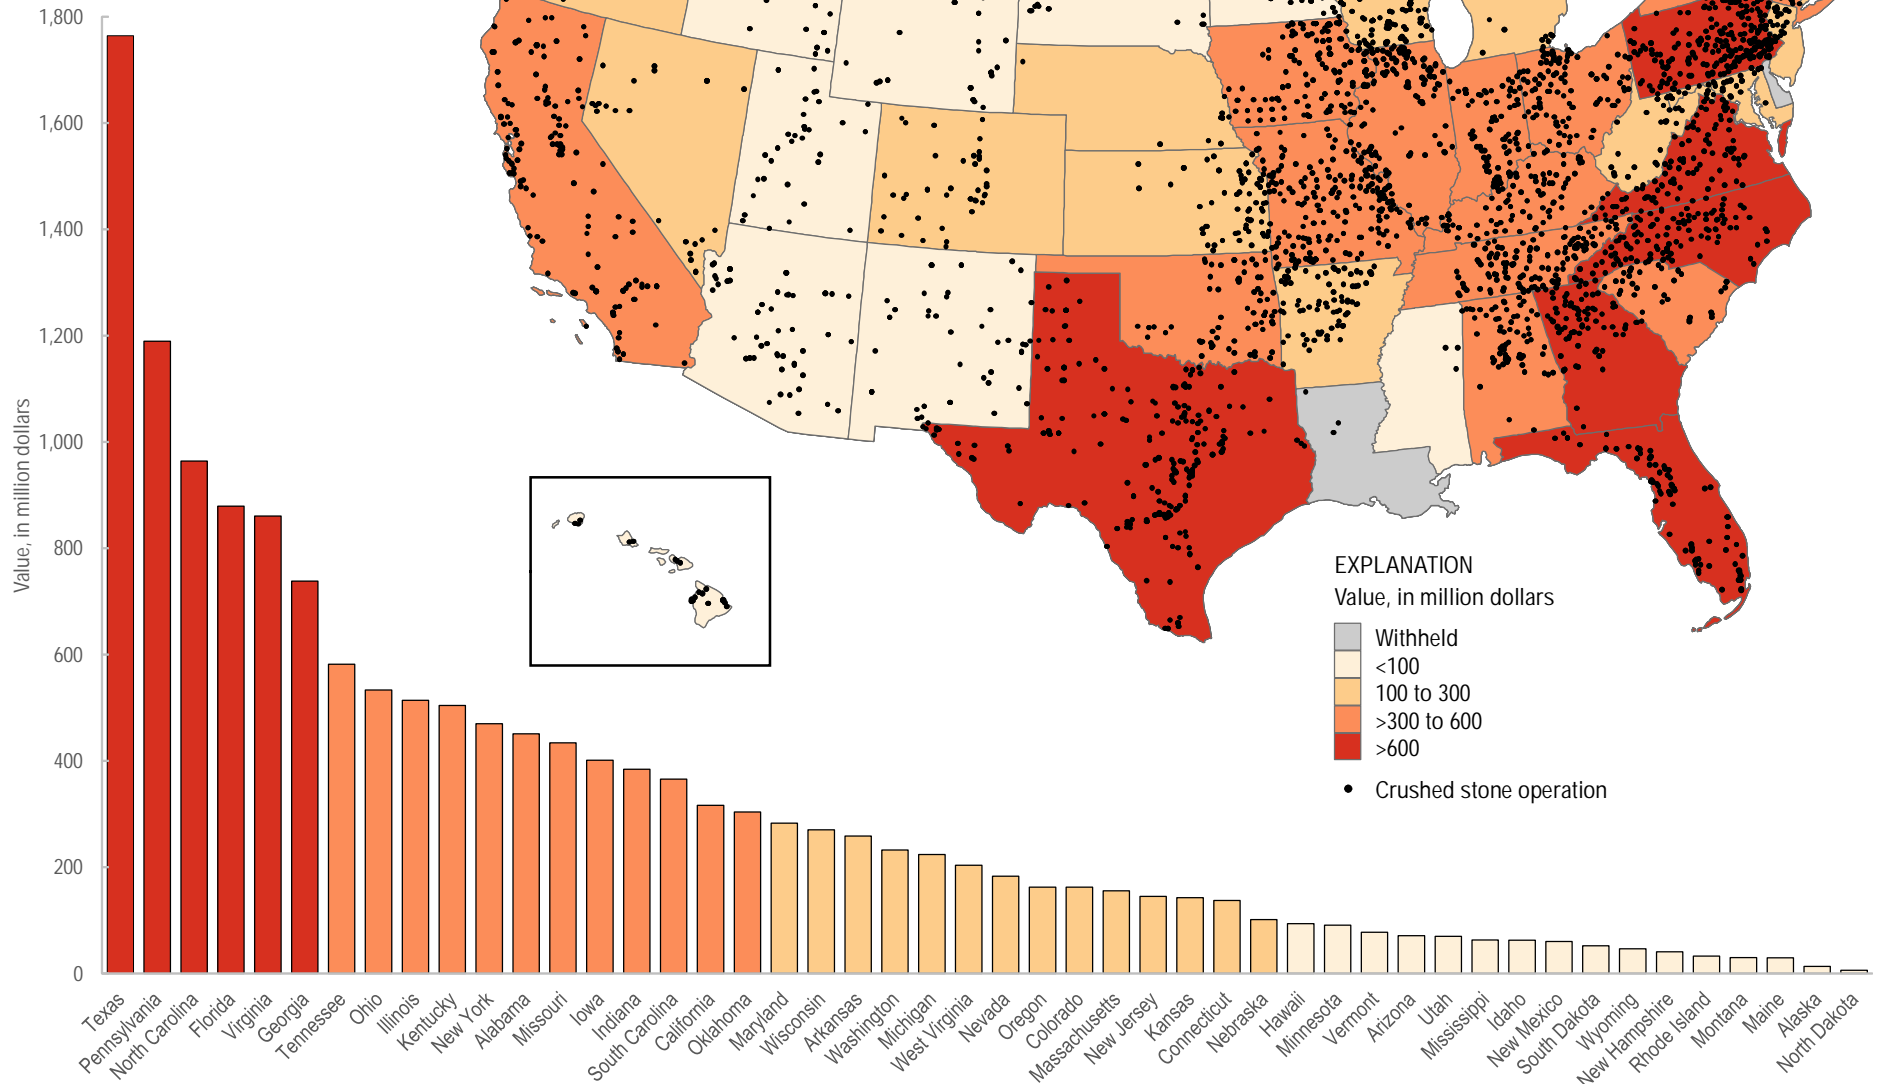 1,800
1,600
1,400
1,200
1,000
800
600
400
200
0
Value, in million dollars
EXPLANATION
Value, in million dollars
Withheld
<100
100 to 300
>300 to 600
>600
Crushed stone operation
Texas
Pennsylvania
North Carolina
Florida
Virginia
Georgia
Tennessee
Ohio
Illinois
Kentucky
New York
Alabama
Missouri
Iowa
Indiana
South Carolina
California
Oklahoma
Maryland
Wisconsin
Arkansas
Washington
Michigan
West Virginia
Nevada
Oregon
Colorado
Massachusetts
New Jersey
Kansas
Connecticut
Nebraska
Hawaii
Minnesota
Vermont
Arizona
Utah
Mississippi
Idaho
New Mexico
South Dakota
Wyoming
New Hampshire
Rhode Island
Montana
Maine
Alaska
North Dakota